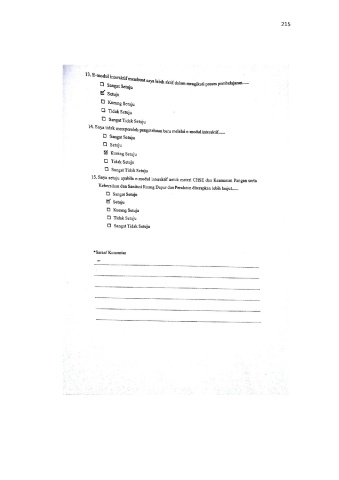 215
13. E-modul interaktif membuat saya lebih aktif dalam mengikuti proses pembelajaran.....
☐ Sangat Setuju
☑ Setuju
☐ Kurang Setuju
☐ Tidak Setuju
☐ Sangat Tidak Setuju
14. Saya tidak memperoleh pengetahuan baru melalui e-modul interaktif.....
☐ Sangat Setuju
☐ Setuju
☒ Kurang Setuju
☐ Tidak Setuju
☐ Sangat Tidak Setuju
15. Saya setuju apabila e-modul interaktif untuk materi CHSE dan Keamanan Pangan serta
Kebersihan dan Sanitasi Ruang Dapur dan Peralatan diterapkan lebih lanjut.....
☐ Sangat Setuju
☑ Setuju
☐ Kurang Setuju
☐ Tidak Setuju
☐ Sangat Tidak Setuju
*Saran/ Komentar
-